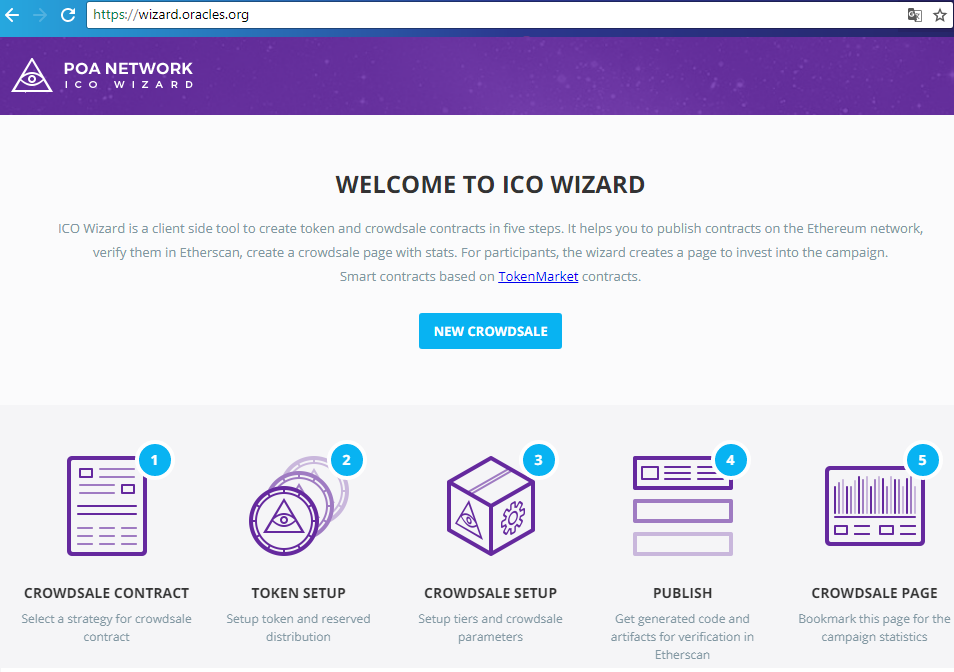 https://wizard.oracles.org
POA NETWORK
ICO WIZARD
WELCOME TO ICO WIZARD
ICO Wizard is a client side tool to create token and crowdsale contracts in five steps. It helps you to publish contracts on the Ethereum network,
verify them in Etherscan, create a crowdsale page with stats. For participants, the wizard creates a page to invest into the campaign.
Smart contracts based on TokenMarket contracts.
NEW CROWDSALE
1
CROWDSALE CONTRACT
Select a strategy for crowdsale
contract
2
TOKEN SETUP
Setup token and reserved
distribution
3
CROWDSALE SETUP
Setup tiers and crowdsale
parameters
4
PUBLISH
Get generated code and
artifacts for verification in
Etherscan
5
CROWDSALE PAGE
Bookmark this page for the
campaign statistics